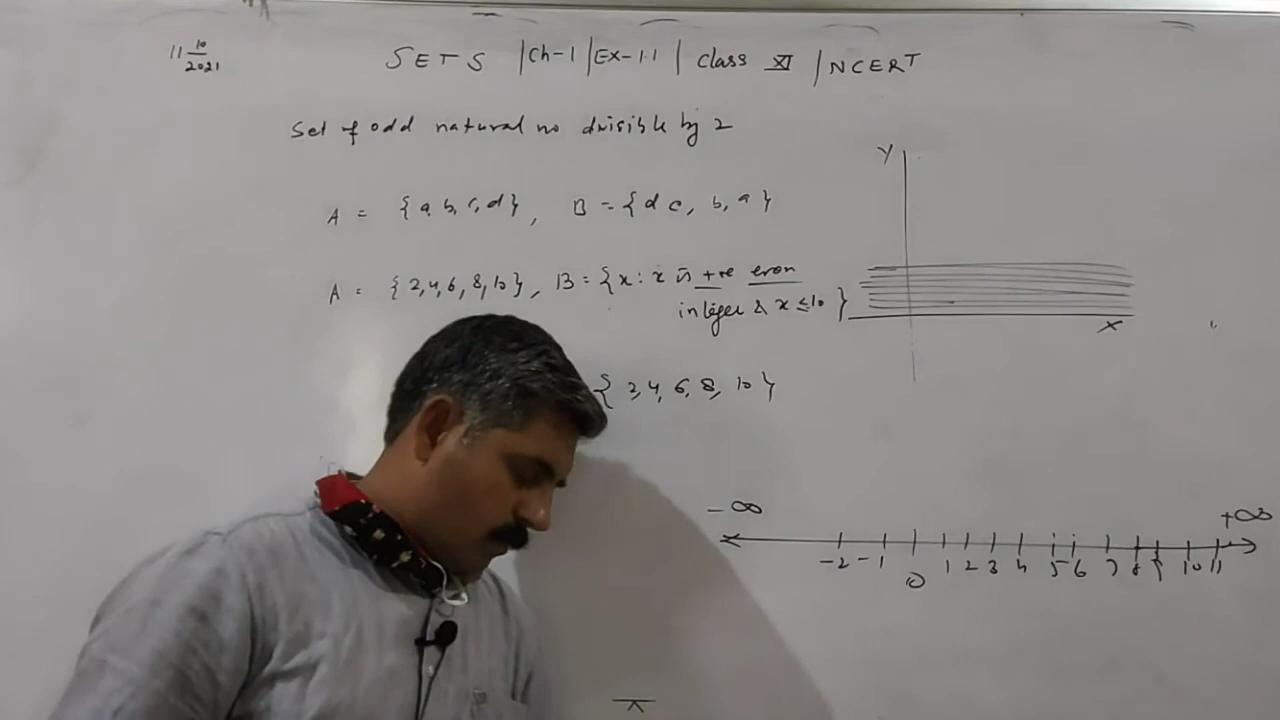 11 10/2021
SETS | Ch-1 | Ex-1.1 | class XI | NCERT
Set of odd natural no divisible by 2
A = {a, b, c, d}, B = {d c, b, a}
A = {2, 4, 6, 8, 10}, B = {x : x is +ve even
integer & x ≤ 10}
{2, 4, 6, 8, 10}
Y
X
-∞ +∞
-2 -1 0 1 2 3 4 5 6 7 8 9 10 11